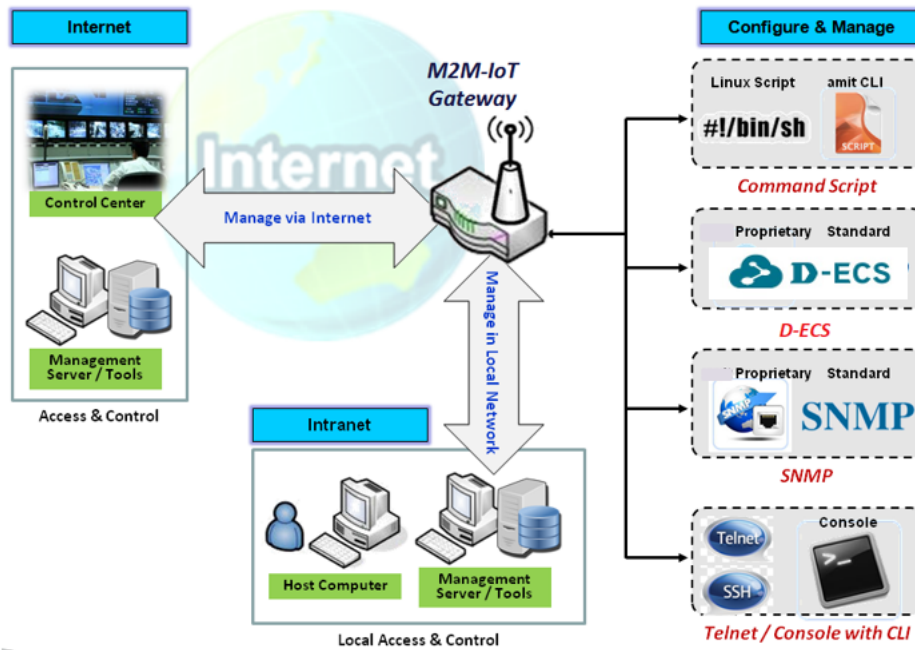 Internet
Control Center
Management
Server / Tools
Access & Control
Internet
M2M-IoT
Gateway
Manage via Internet
Manage in Local Network
Intranet
Host Computer
Management
Server / Tools
Local Access & Control
Configure & Manage
Linux Script amit CLI
#!/bin/sh
SCRIPT
Command Script
Proprietary Standard
D-ECS
D-ECS
Proprietary Standard
SNMP
SNMP
SNMP
Telnet
Console
>_
SSH
Telnet / Console with CLI